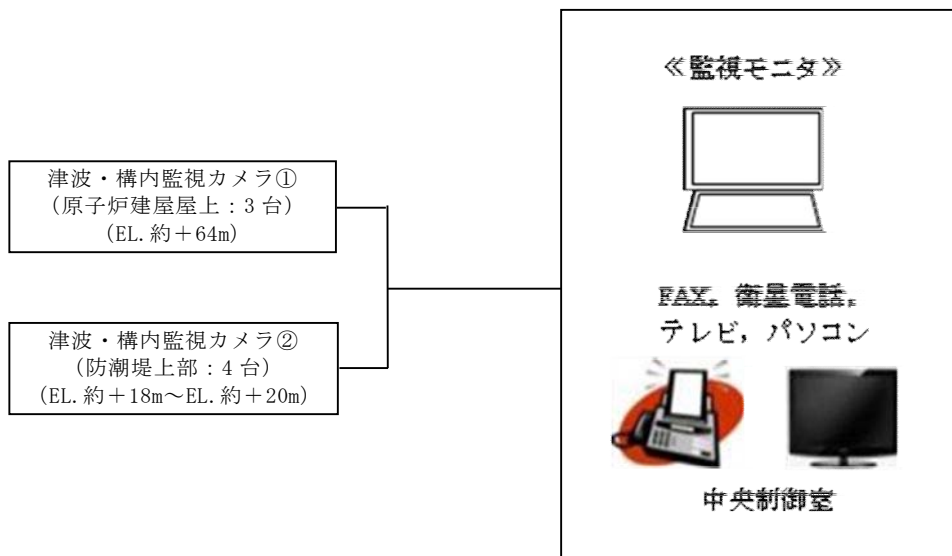 津波・構内監視カメラ①
(原子炉建屋屋上：3台)
(EL.約＋64m)
津波・構内監視カメラ②
(防潮堤上部：4台)
(EL.約＋18m～EL.約＋20m)
≪監視モニタ≫
FAX，衛星電話，
テレビ，パソコン
中央制御室